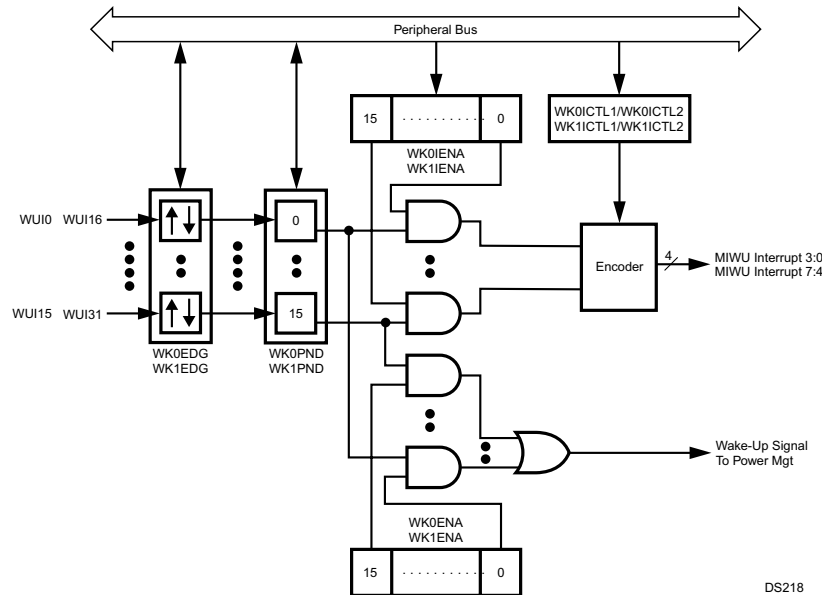 Peripheral Bus
15 . . . . . . . . . . 0
WK0IENA
WK1IENA
WK0ICTL1/WK0ICTL2
WK1ICTL1/WK1ICTL2
WUI0 WUI16
0
Encoder
4
MIWU Interrupt 3:0
MIWU Interrupt 7:4
WUI15 WUI31
15
WK0EDG
WK1EDG
WK0PND
WK1PND
Wake-Up Signal
To Power Mgt
WK0ENA
WK1ENA
15 . . . . . . . . . . 0
DS218